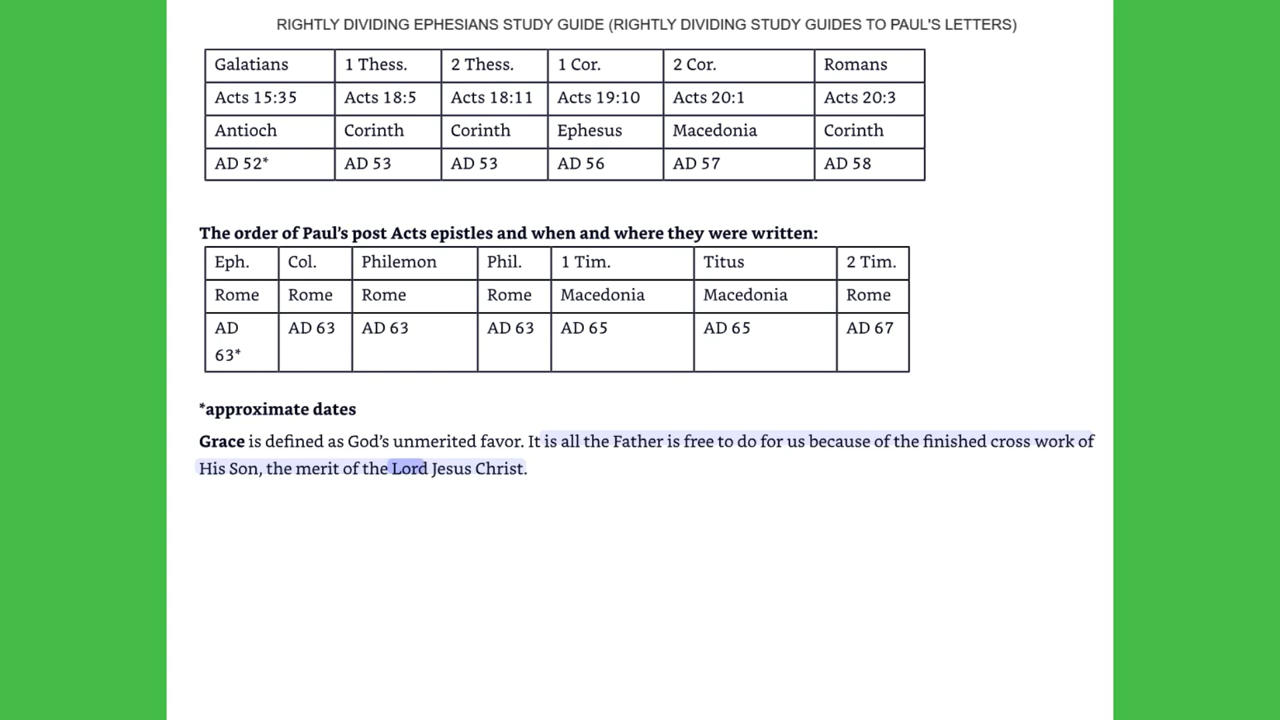 RIGHTLY DIVIDING EPHESIANS STUDY GUIDE (RIGHTLY DIVIDING STUDY GUIDES TO PAUL'S LETTERS)
Galatians 1 Thess. 2 Thess. 1 Cor. 2 Cor. Romans
Acts 15:35 Acts 18:5 Acts 18:11 Acts 19:10 Acts 20:1 Acts 20:3
Antioch Corinth Corinth Ephesus Macedonia Corinth
AD 52* AD 53 AD 53 AD 56 AD 57 AD 58
The order of Paul’s post Acts epistles and when and where they were written:
Eph. Col. Philemon Phil. 1 Tim. Titus 2 Tim.
Rome Rome Rome Rome Macedonia Macedonia Rome
AD AD 63 AD 63 AD 63 AD 65 AD 65 AD 67
63*
*approximate dates
Grace is defined as God’s unmerited favor. It is all the Father is free to do for us because of the finished cross work of
His Son, the merit of the Lord Jesus Christ.